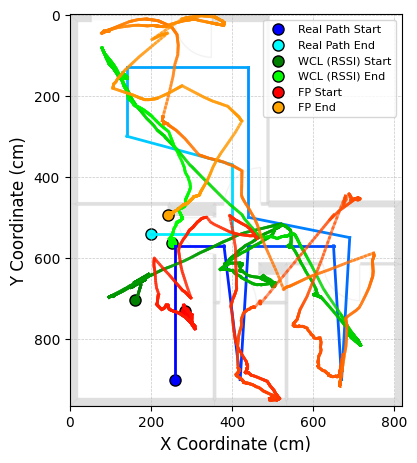 Real Path Start
Real Path End
WCL (RSSI) Start
WCL (RSSI) End
FP Start
FP End
0
200
400
600
800
Y Coordinate (cm)
0 200 400 600 800
X Coordinate (cm)